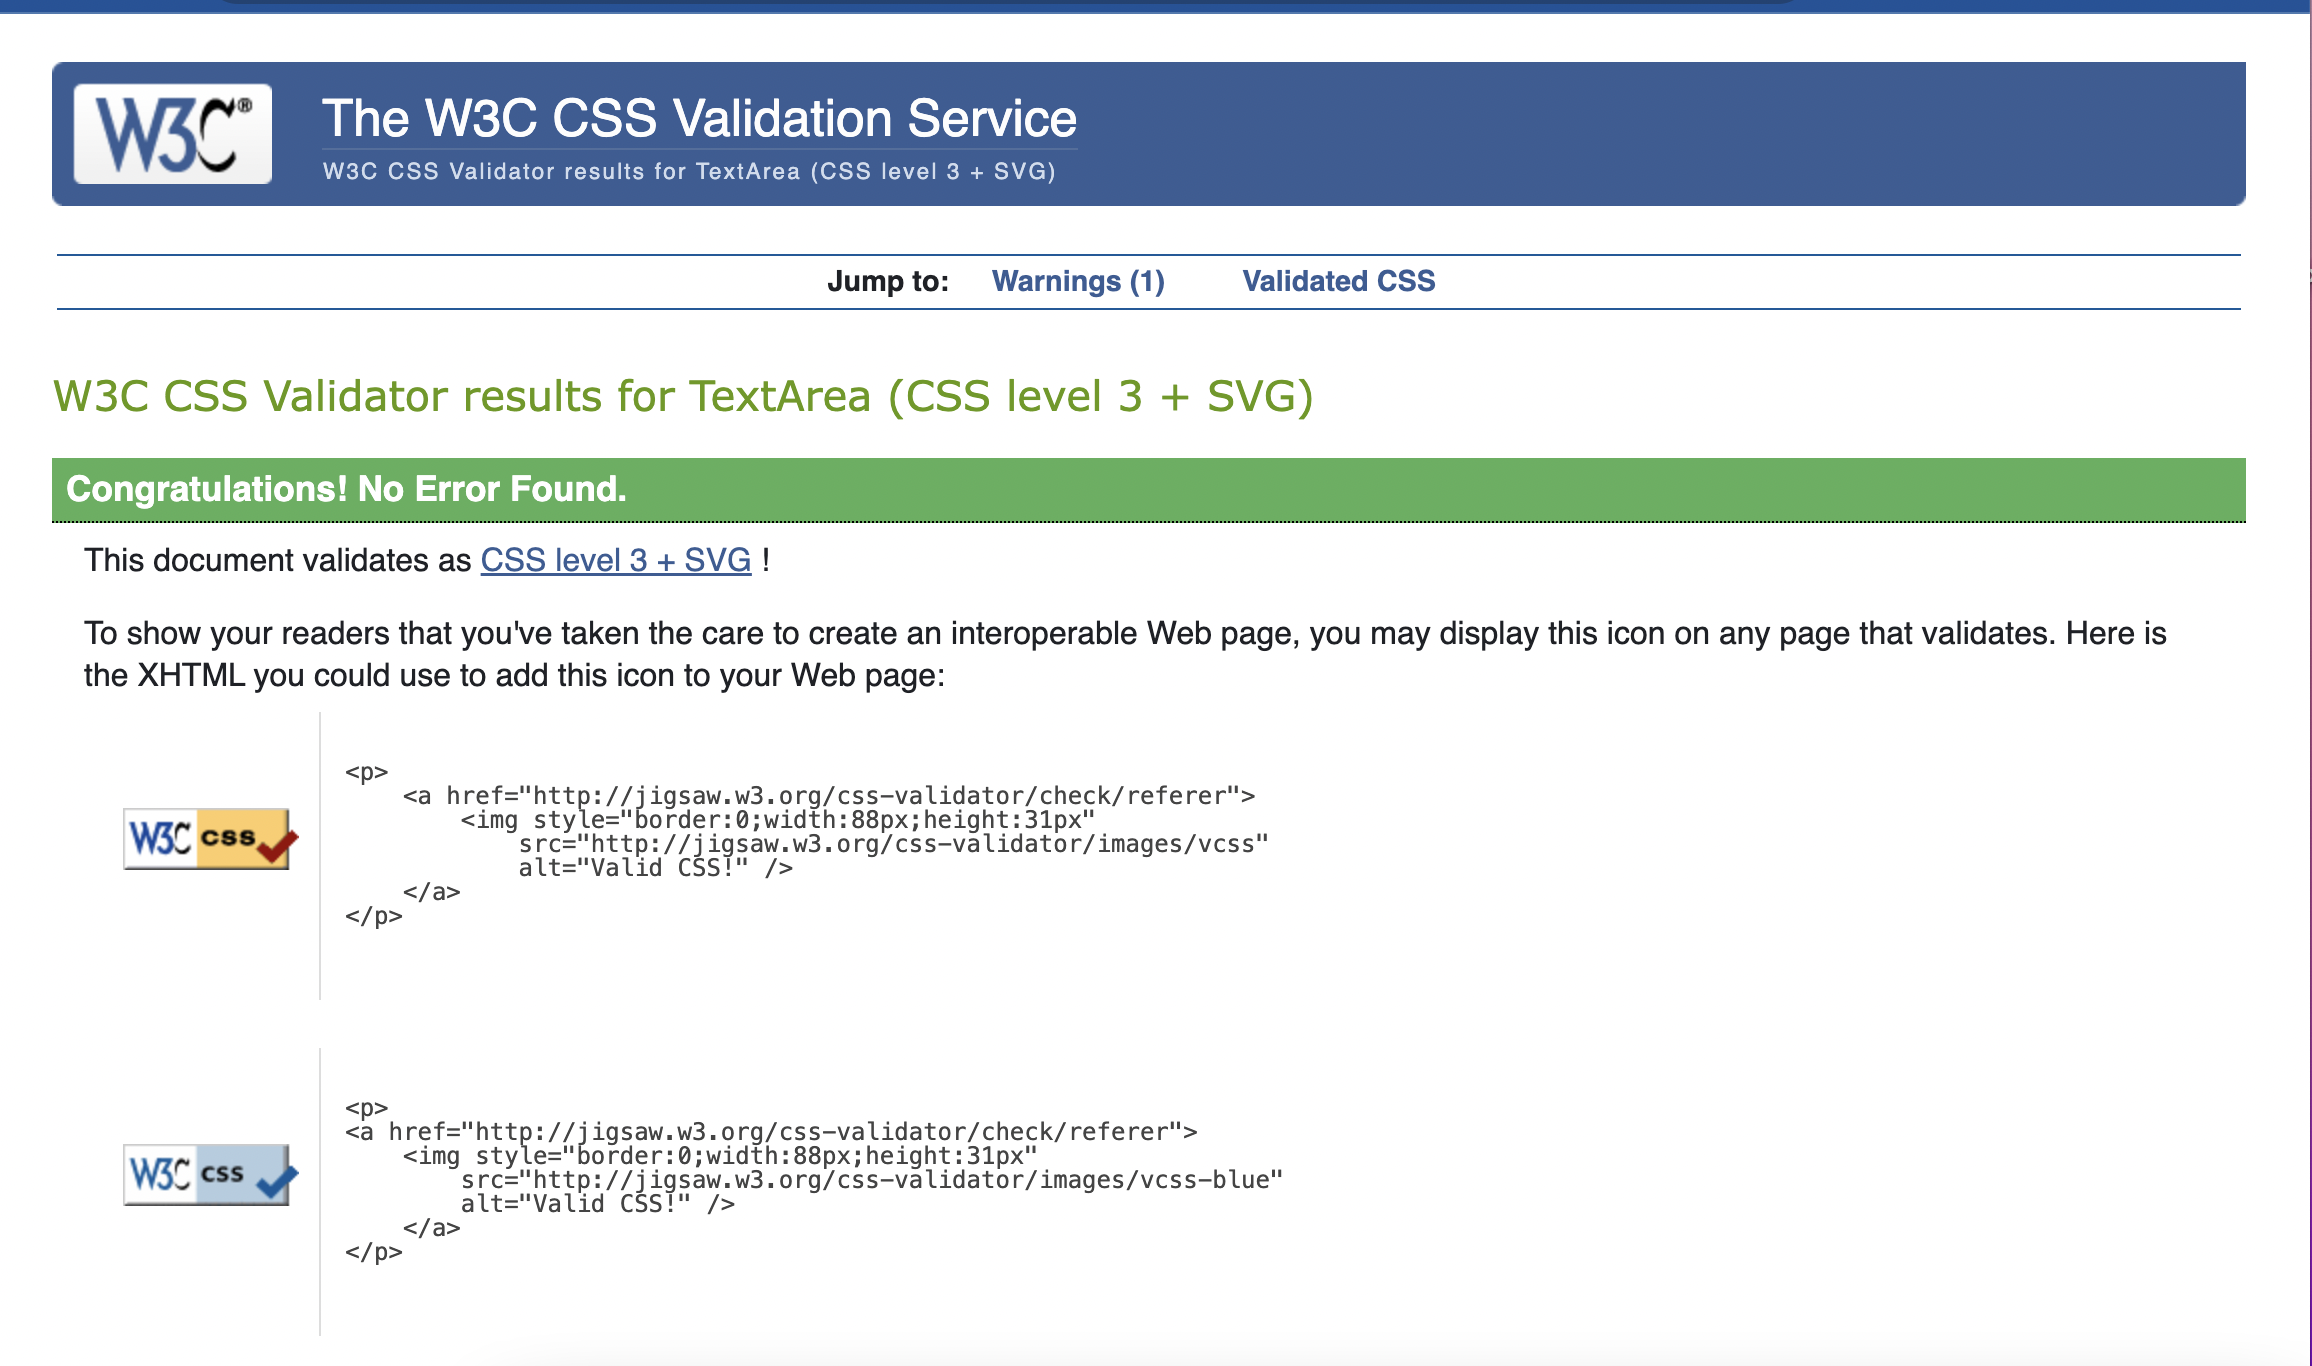 W3C®
The W3C CSS Validation Service
W3C CSS Validator results for TextArea (CSS level 3 + SVG)
Jump to: Warnings (1) Validated CSS
W3C CSS Validator results for TextArea (CSS level 3 + SVG)
Congratulations! No Error Found.
This document validates as CSS level 3 + SVG !
To show your readers that you've taken the care to create an interoperable Web page, you may display this icon on any page that validates. Here is
the XHTML you could use to add this icon to your Web page:
W3C css
<p>
    <a href="http://jigsaw.w3.org/css-validator/check/referer">
        <img style="border:0;width:88px;height:31px"
            src="http://jigsaw.w3.org/css-validator/images/vcss"
            alt="Valid CSS!" />
    </a>
</p>
W3C css
<p>
<a href="http://jigsaw.w3.org/css-validator/check/referer">
    <img style="border:0;width:88px;height:31px"
        src="http://jigsaw.w3.org/css-validator/images/vcss-blue"
        alt="Valid CSS!" />
    </a>
</p>